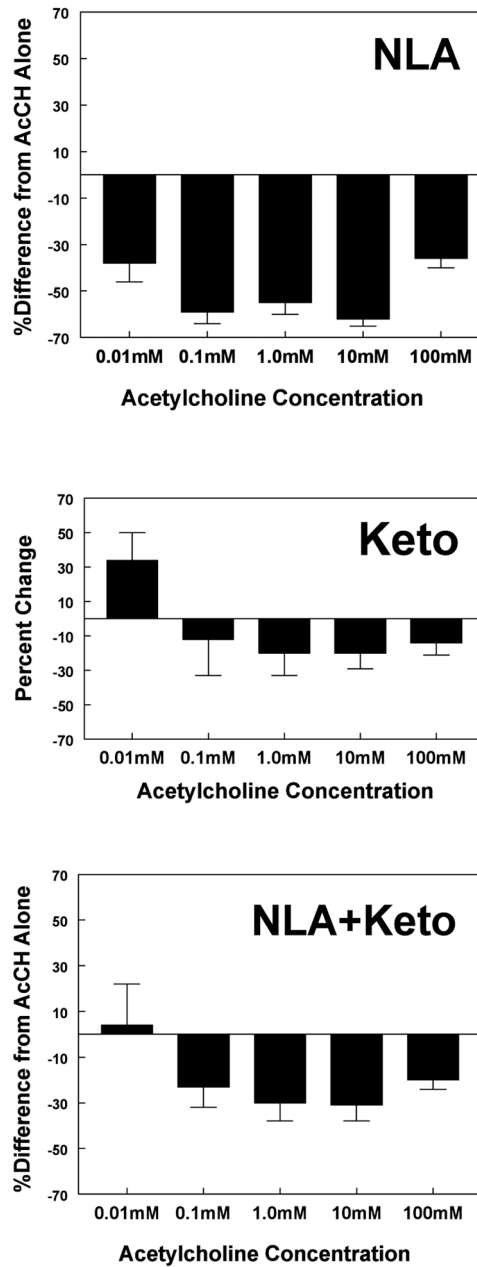 NLA
%Difference from AcCH Alone
70
50
30
10
-10
-30
-50
-70
0.01mM 0.1mM 1.0mM 10mM 100mM
Acetylcholine Concentration
Keto
Percent Change
70
50
30
10
-10
-30
-50
-70
0.01mM 0.1mM 1.0mM 10mM 100mM
Acetylcholine Concentration
NLA+Keto
%Difference from AcCH Alone
70
50
30
10
-10
-30
-50
-70
0.01mM 0.1mM 1.0mM 10mM 100mM
Acetylcholine Concentration